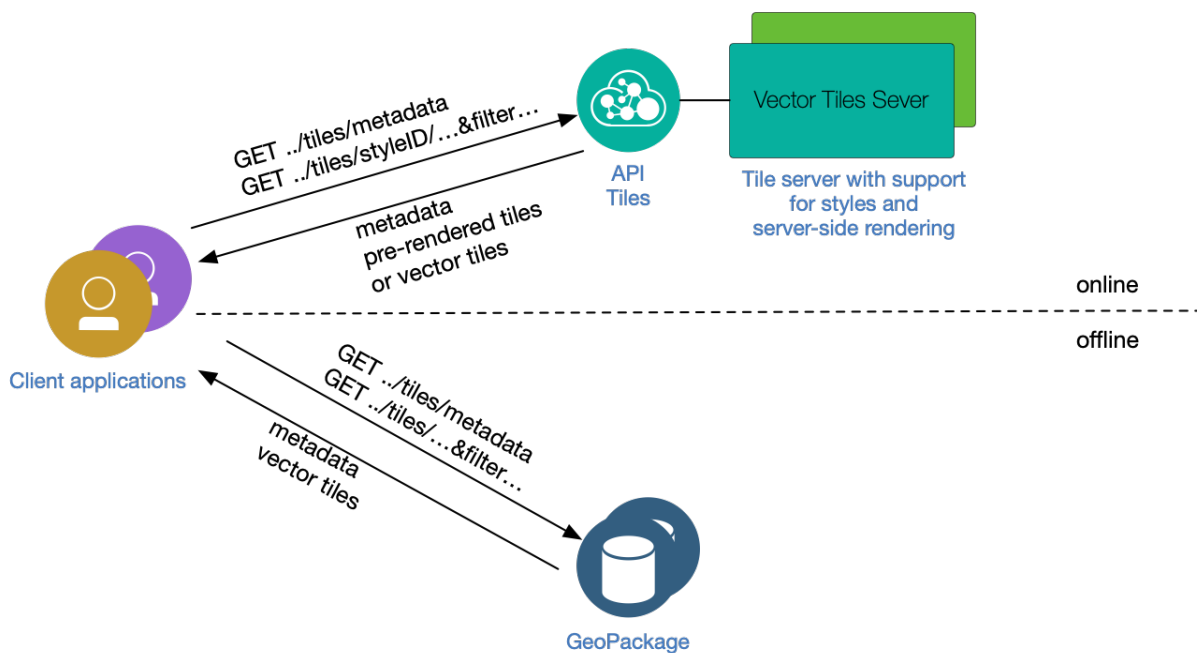 GET ../tiles/metadata
GET ../tiles/styleID/…&filter…
metadata
pre-rendered tiles
or vector tiles
API
Tiles
Vector Tiles Sever
Tile server with support
for styles and
server-side rendering
online
offline
Client applications
GET ../tiles/metadata
GET ../tiles/…&filter…
metadata
vector tiles
GeoPackage